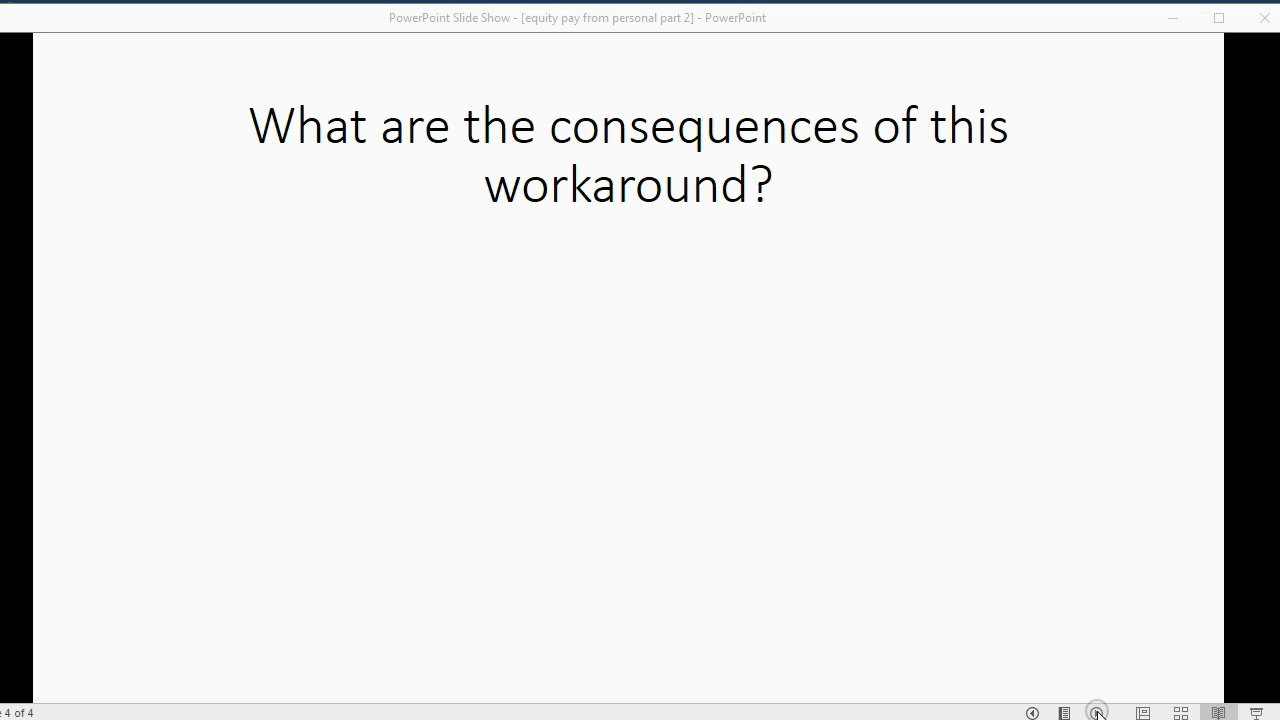 PowerPoint Slide Show - [equity pay from personal part 2] - PowerPoint
What are the consequences of this
workaround?
4 of 4